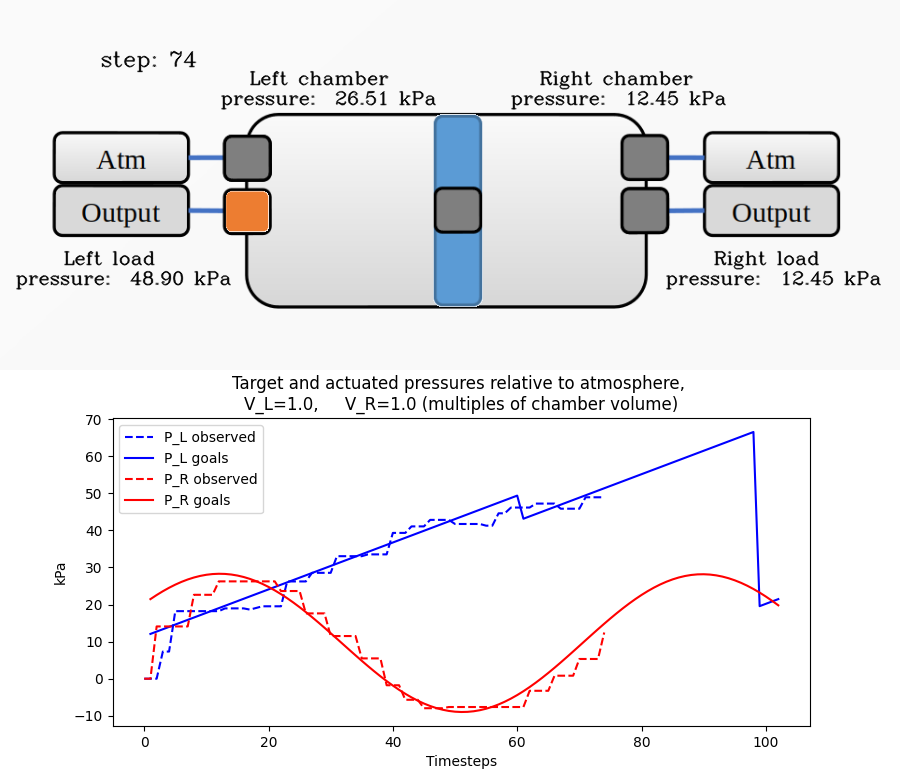 step: 74
Left chamber
pressure: 26.51 kPa
Right chamber
pressure: 12.45 kPa
Atm
Output
Atm
Output
Left load
pressure: 48.90 kPa
Right load
pressure: 12.45 kPa
Target and actuated pressures relative to atmosphere,
V_L=1.0, V_R=1.0 (multiples of chamber volume)
P_L observed
P_L goals
P_R observed
P_R goals
kPa
70
60
50
40
30
20
10
0
−10
0 20 40 60 80 100
Timesteps